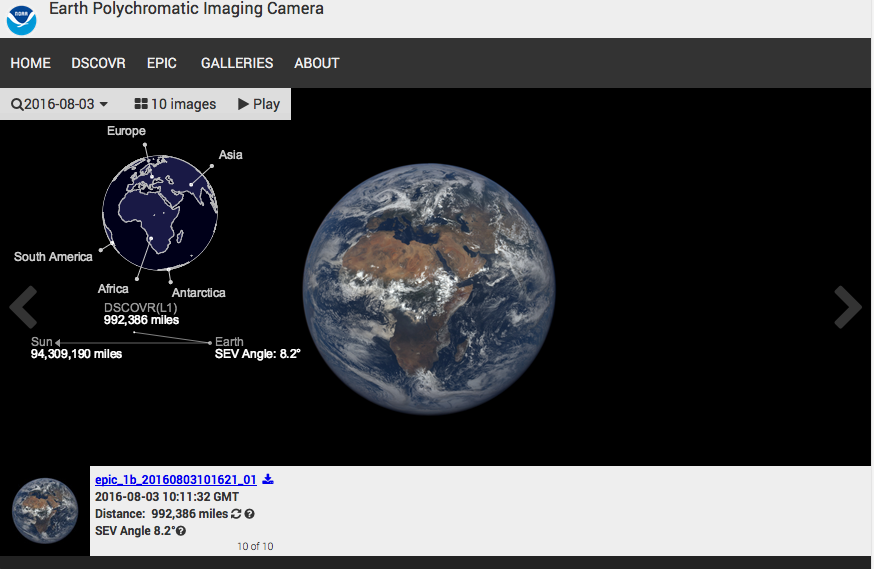 NOAA
Earth Polychromatic Imaging Camera
HOME DSCOVR EPIC GALLERIES ABOUT
2016-08-03 10 images Play
Europe
Asia
South America
Africa
Antarctica
DSCOVR(L1)
992,386 miles
Sun Earth
94,309,190 miles SEV Angle: 8.2°
epic_1b_20160803101621_01
2016-08-03 10:11:32 GMT
Distance: 992,386 miles
SEV Angle 8.2°
10 of 10